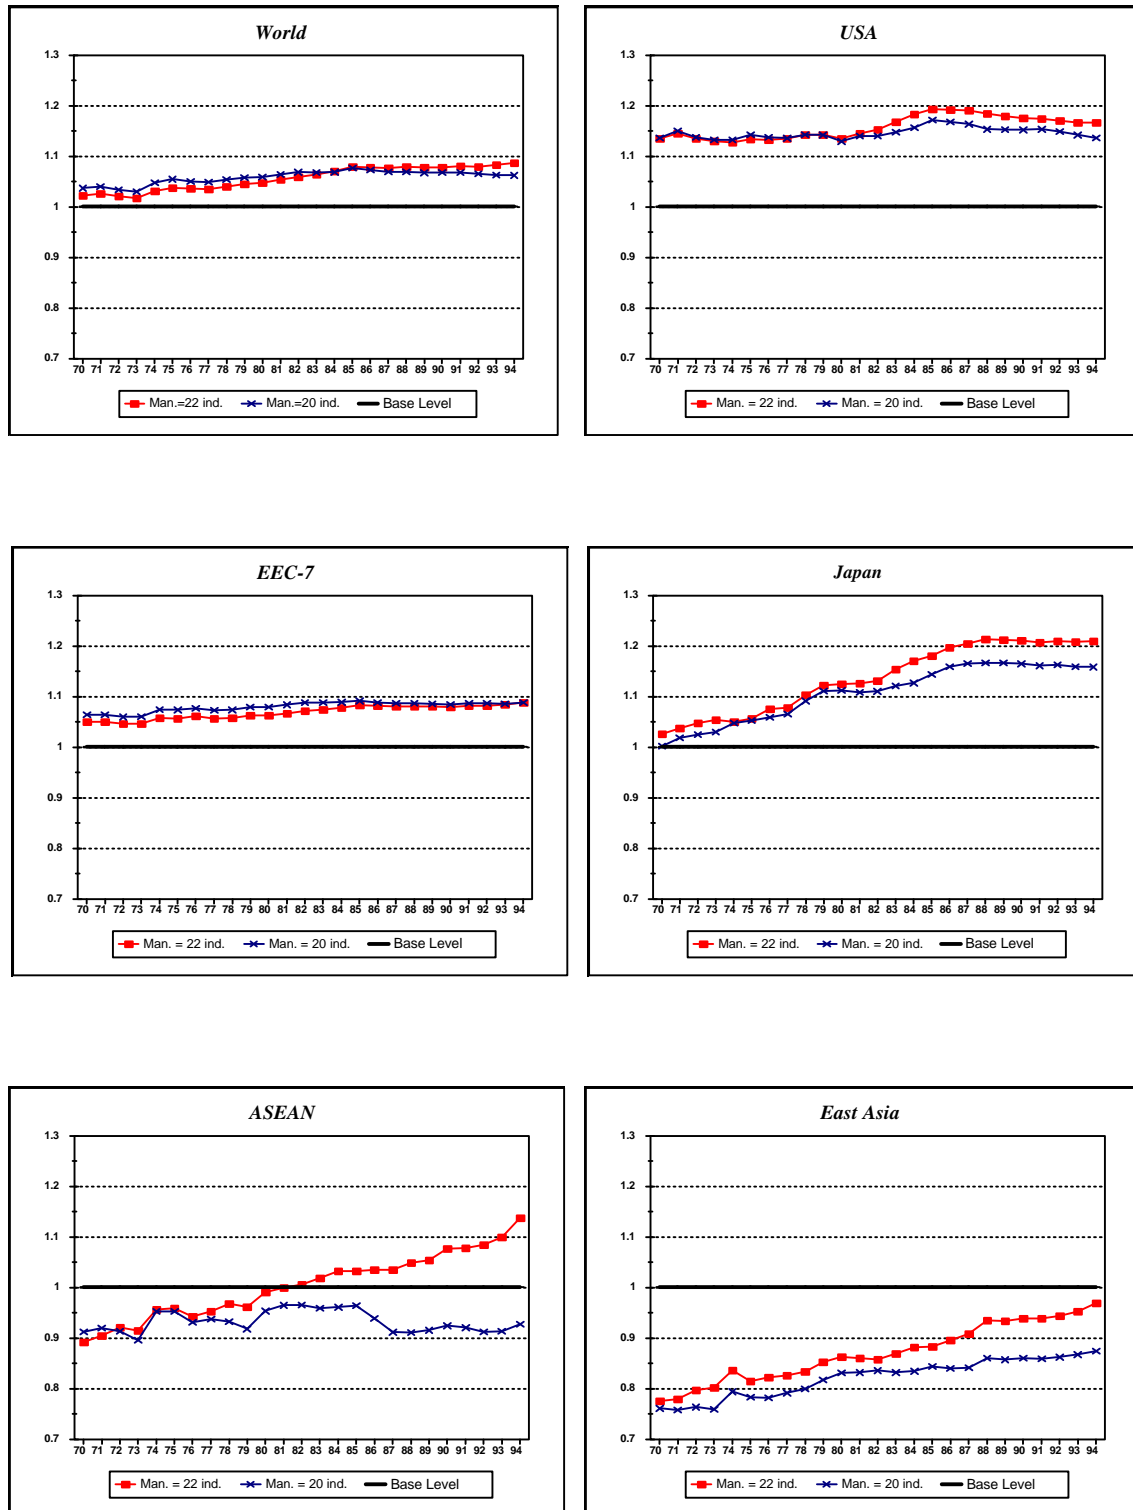 World
1.3
1.2
1.1
1
0.9
0.8
0.7
70 71 72 73 74 75 76 77 78 79 80 81 82 83 84 85 86 87 88 89 90 91 92 93 94
Man.=22 ind. Man.=20 ind. Base Level
USA
1.3
1.2
1.1
1
0.9
0.8
0.7
70 71 72 73 74 75 76 77 78 79 80 81 82 83 84 85 86 87 88 89 90 91 92 93 94
Man. = 22 ind. Man. = 20 ind. Base Level
EEC-7
1.3
1.2
1.1
1
0.9
0.8
0.7
70 71 72 73 74 75 76 77 78 79 80 81 82 83 84 85 86 87 88 89 90 91 92 93 94
Man. = 22 ind. Man. = 20 ind. Base Level
Japan
1.3
1.2
1.1
1
0.9
0.8
0.7
70 71 72 73 74 75 76 77 78 79 80 81 82 83 84 85 86 87 88 89 90 91 92 93 94
Man. = 22 ind. Man. = 20 ind. Base Level
ASEAN
1.3
1.2
1.1
1
0.9
0.8
0.7
70 71 72 73 74 75 76 77 78 79 80 81 82 83 84 85 86 87 88 89 90 91 92 93 94
Man. = 22 ind. Man. = 20 ind. Base Level
East Asia
1.3
1.2
1.1
1
0.9
0.8
0.7
70 71 72 73 74 75 76 77 78 79 80 81 82 83 84 85 86 87 88 89 90 91 92 93 94
Man. = 22 ind. Man. = 20 ind. Base Level